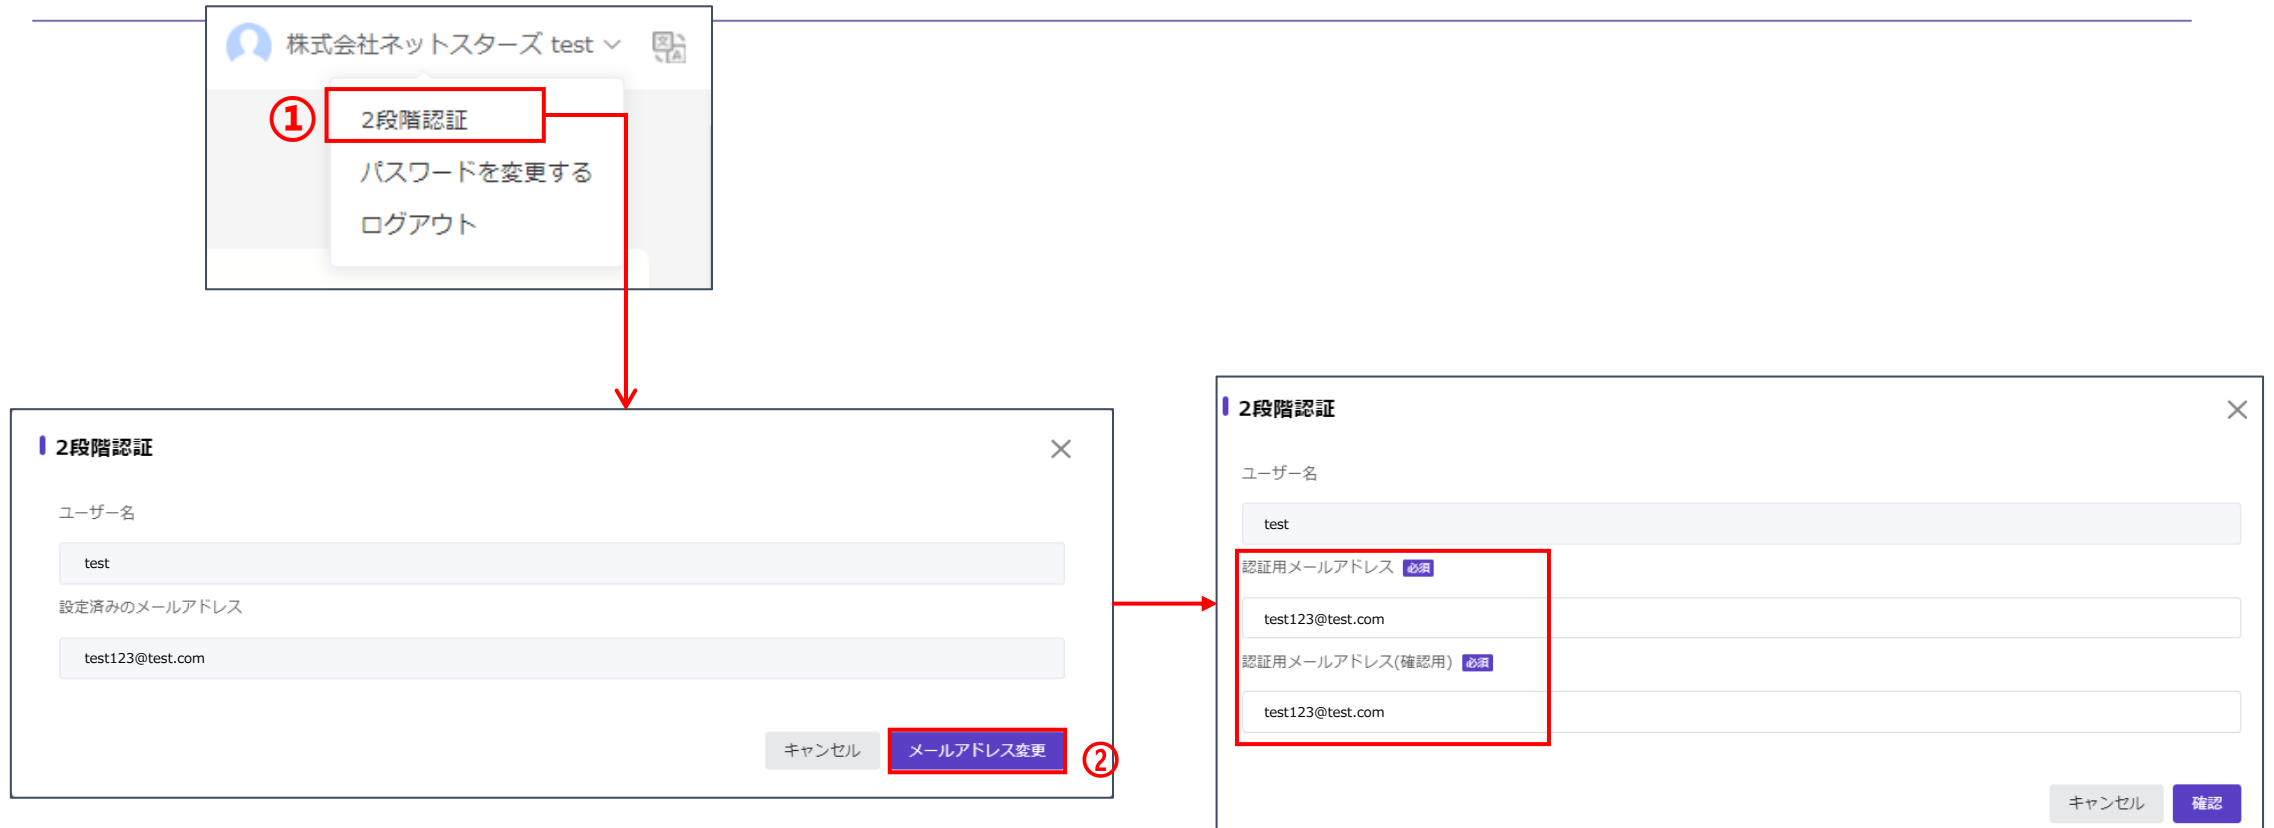 株式会社ネットスターズ test
①
2段階認証
パスワードを変更する
ログアウト
2段階認証
ユーザー名
test
設定済みのメールアドレス
test123@test.com
キャンセル
メールアドレス変更
②
2段階認証
ユーザー名
test
認証用メールアドレス 必須
test123@test.com
認証用メールアドレス(確認用) 必須
test123@test.com
キャンセル
確認